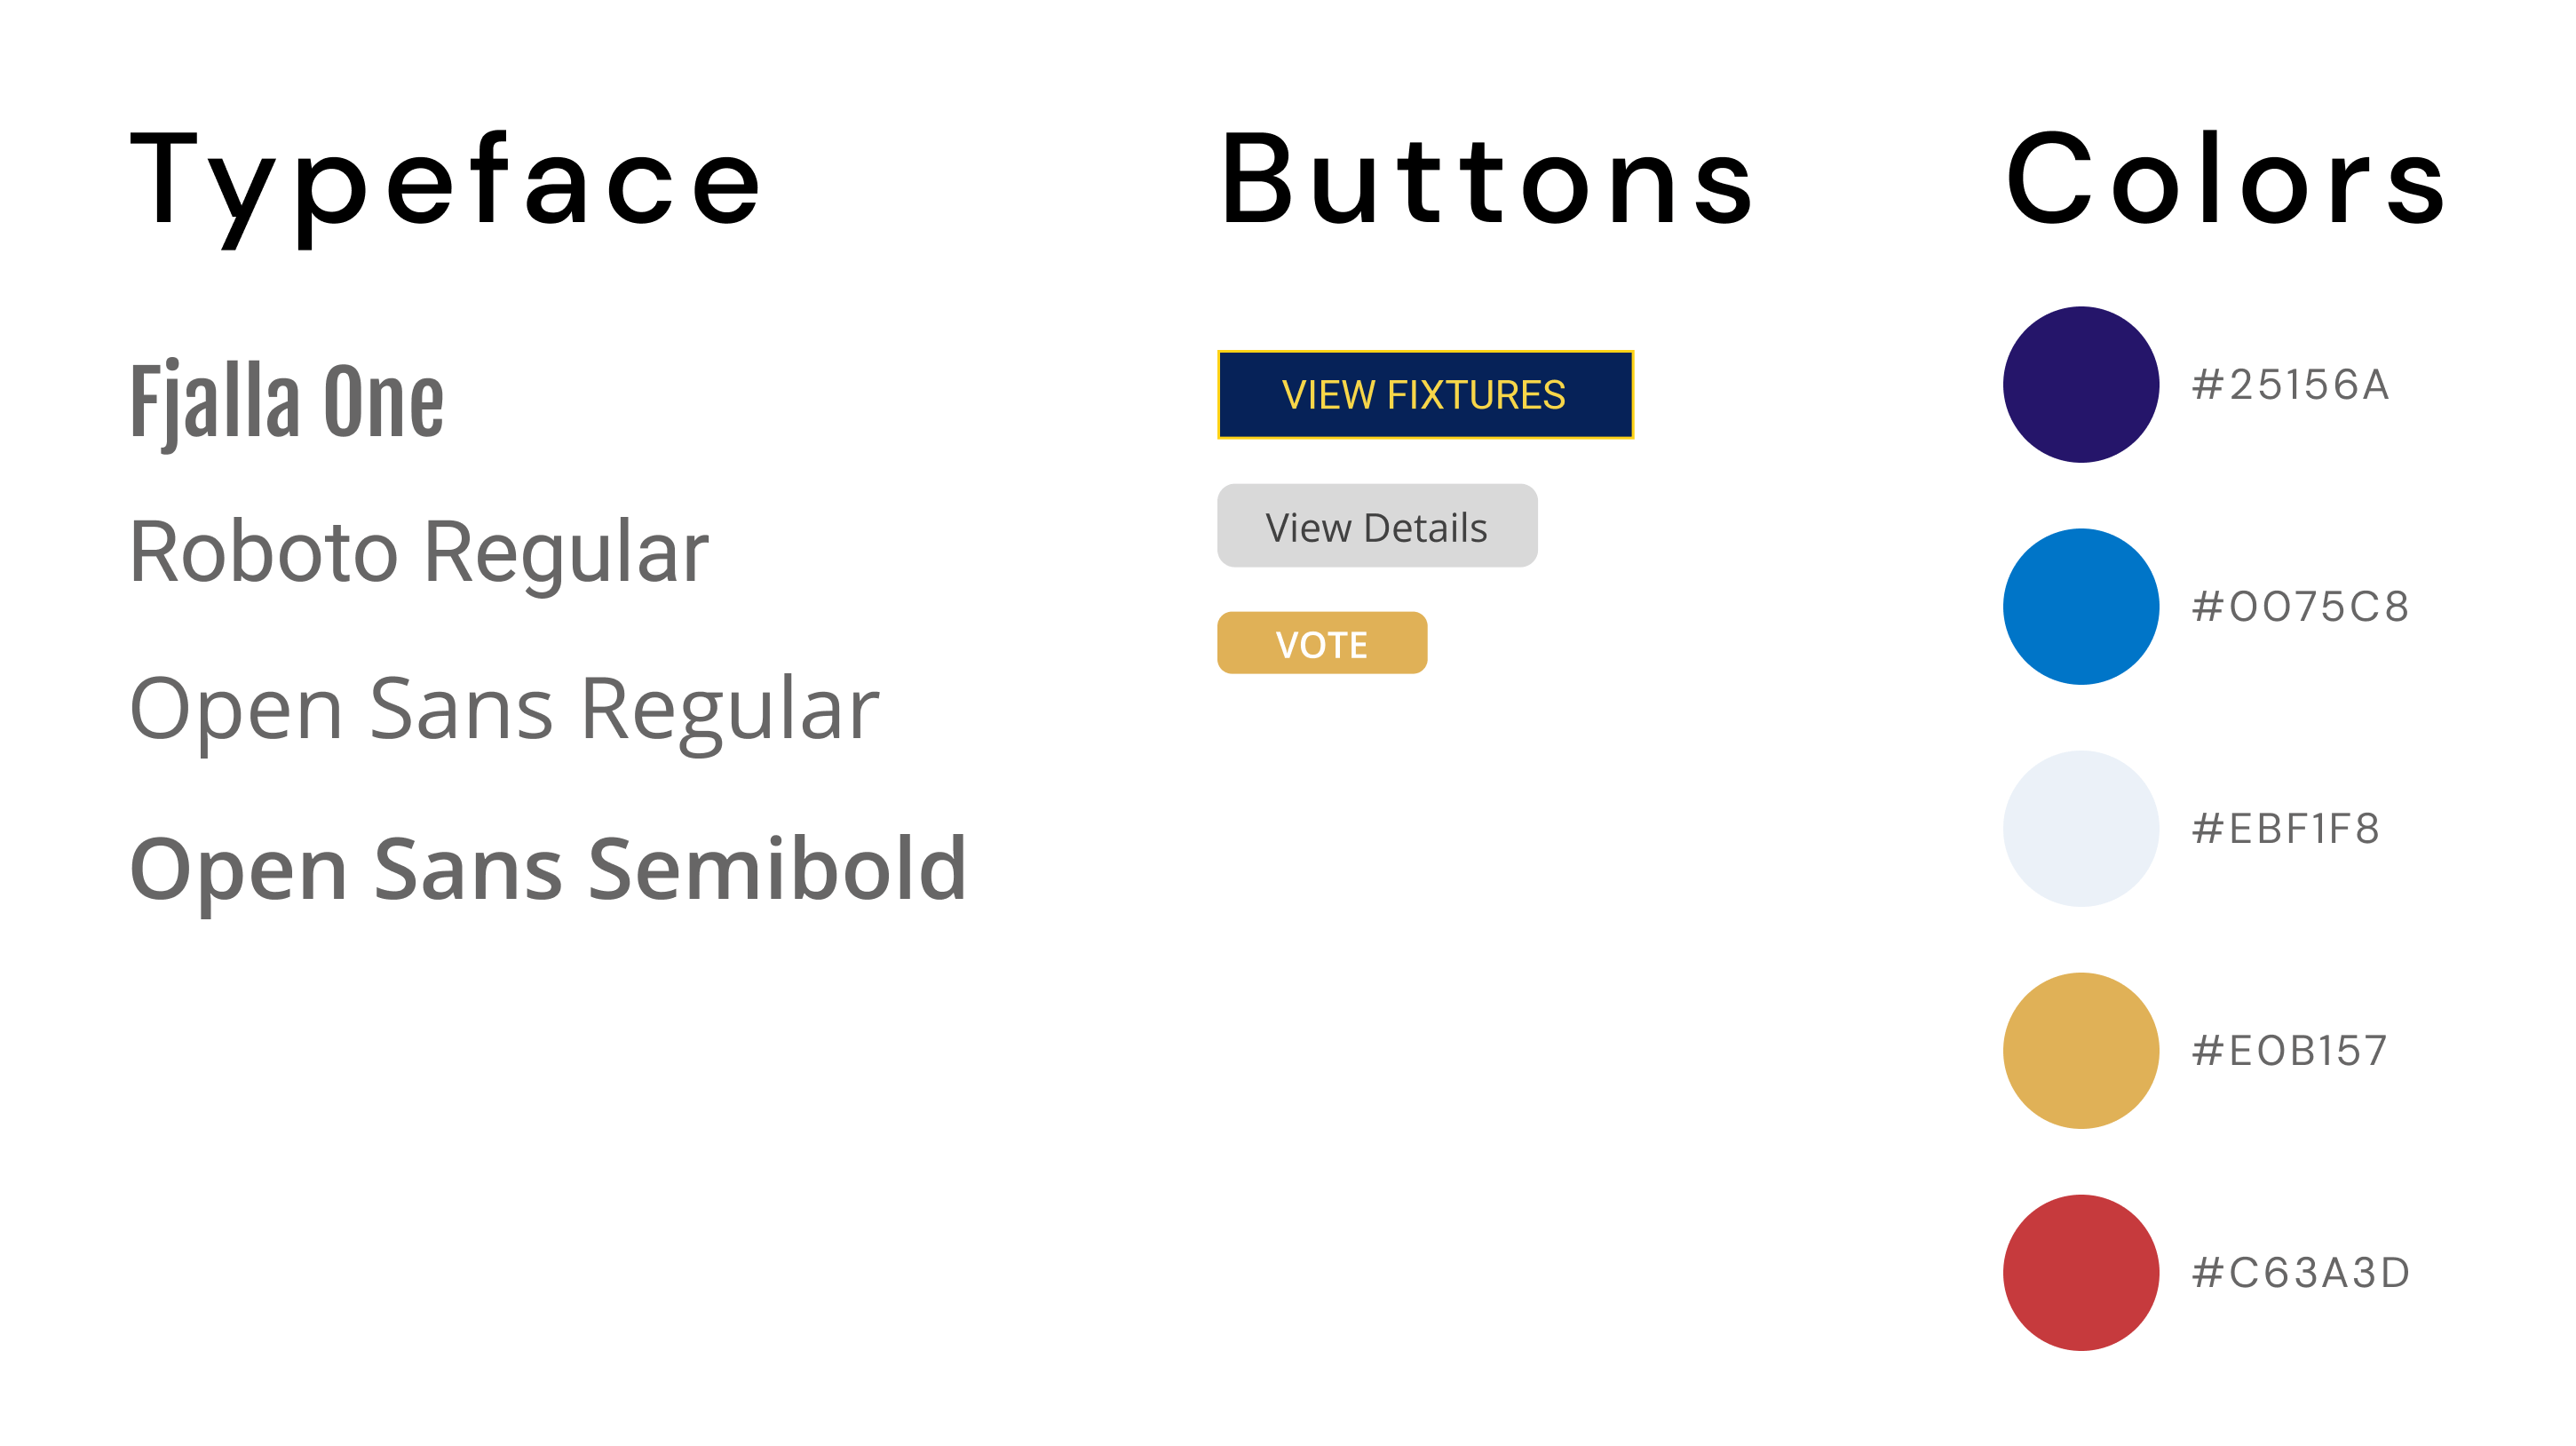 Typeface
Fjalla One
Roboto Regular
Open Sans Regular
Open Sans Semibold
Buttons
VIEW FIXTURES
View Details
VOTE
Colors
#25156A
#0075C8
#EBF1F8
#E0B157
#C63A3D